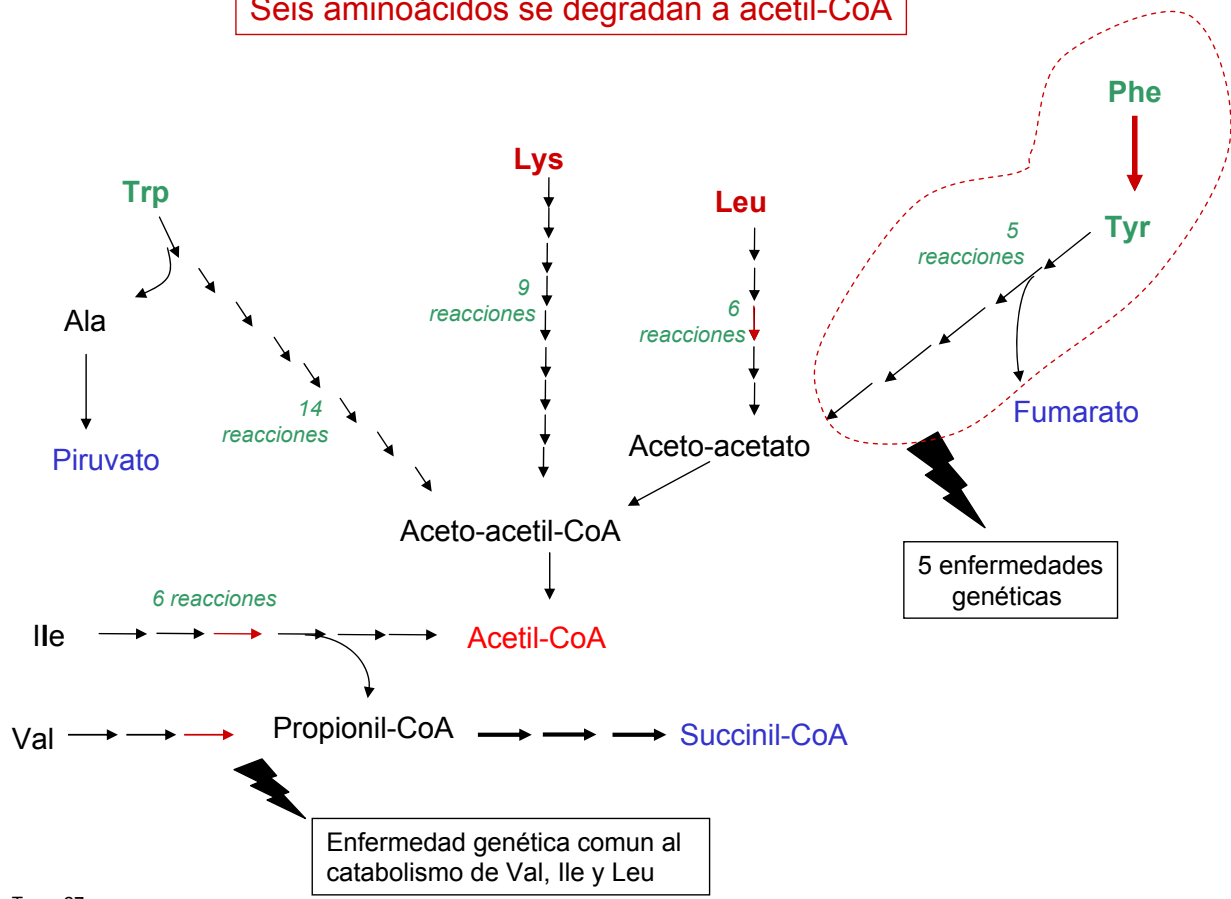 Seis aminoácidos se degradan a acetil-CoA
Phe
Lys
Trp
Leu
Tyr
5
reacciones
9
reacciones
Ala
6
reacciones
14
reacciones
Fumarato
Piruvato
Aceto-acetato
Aceto-acetil-CoA
5 enfermedades
genéticas
6 reacciones
Ile
Acetil-CoA
Val
Propionil-CoA
Succinil-CoA
Enfermedad genética comun al
catabolismo de Val, Ile y Leu